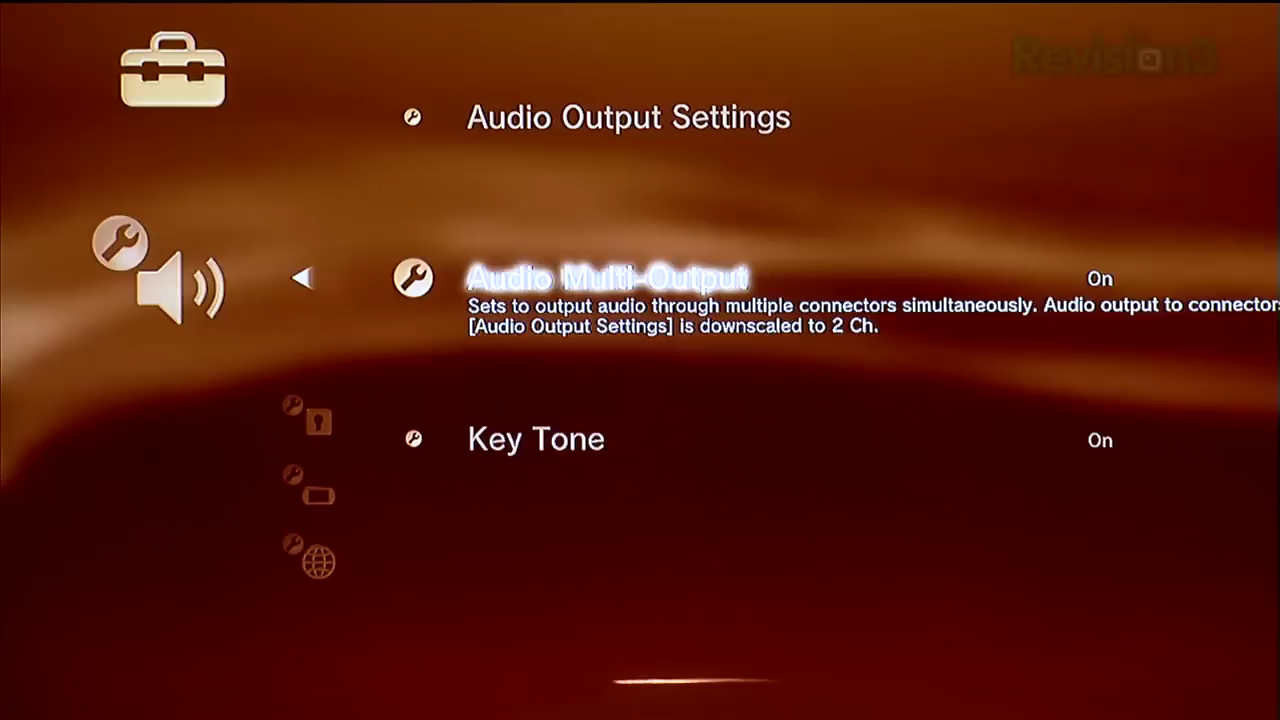 Revision3
Audio Output Settings
Audio Multi-Output
On
Sets to output audio through multiple connectors simultaneously. Audio output to connector
[Audio Output Settings] is downscaled to 2 Ch.
Key Tone
On